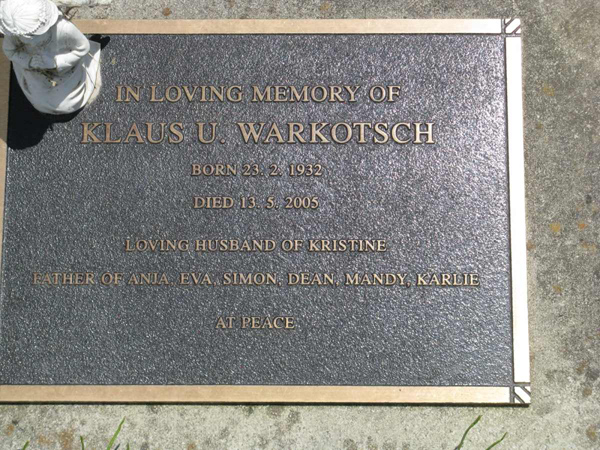 IN LOVING MEMORY OF
KLAUS U. WARKOTSCH
BORN 23. 2. 1932
DIED 13. 5. 2005
LOVING HUSBAND OF KRISTINE
FATHER OF ANJA, EVA, SIMON, DEAN, MANDY, KARLIE
AT PEACE